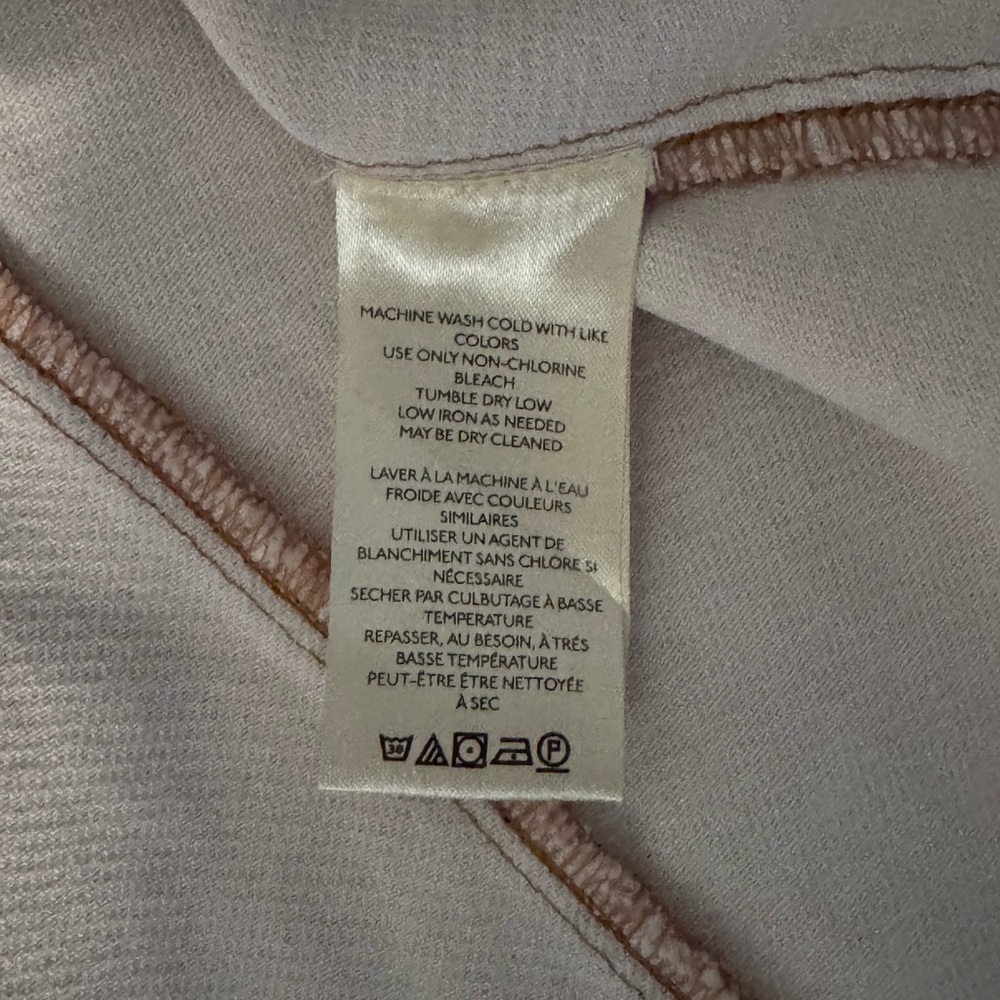 MACHINE WASH COLD WITH LIKE
COLORS
USE ONLY NON-CHLORINE
BLEACH
TUMBLE DRY LOW
LOW IRON AS NEEDED
MAY BE DRY CLEANED
LAVER À LA MACHINE À L'EAU
FROIDE AVEC COULEURS
SIMILAIRES
UTILISER UN AGENT DE
BLANCHIMENT SANS CHLORE SI
NÉCESSAIRE
SECHER PAR CULBUTAGE À BASSE
TEMPERATURE
REPASSER, AU BESOIN, À TRÉS
BASSE TEMPÉRATURE
PEUT-ÊTRE ÊTRE NETTOYÉE
À SEC
30 P